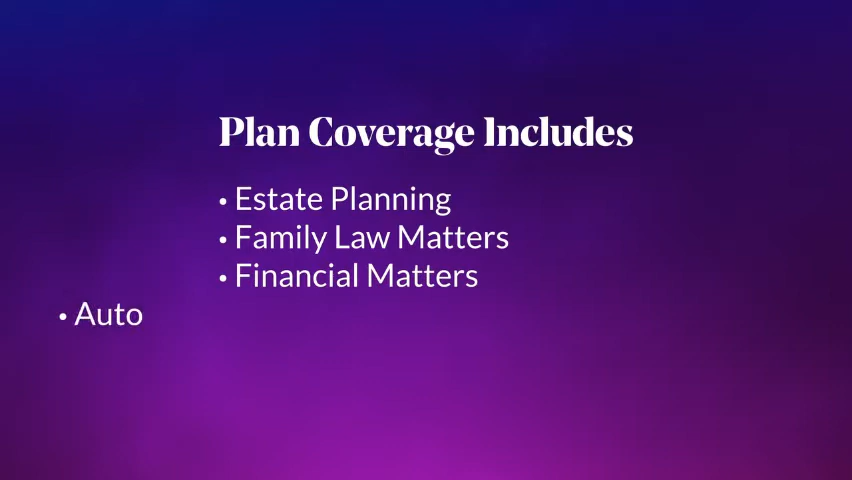 Plan Coverage Includes
• Estate Planning
• Family Law Matters
• Financial Matters
• Auto